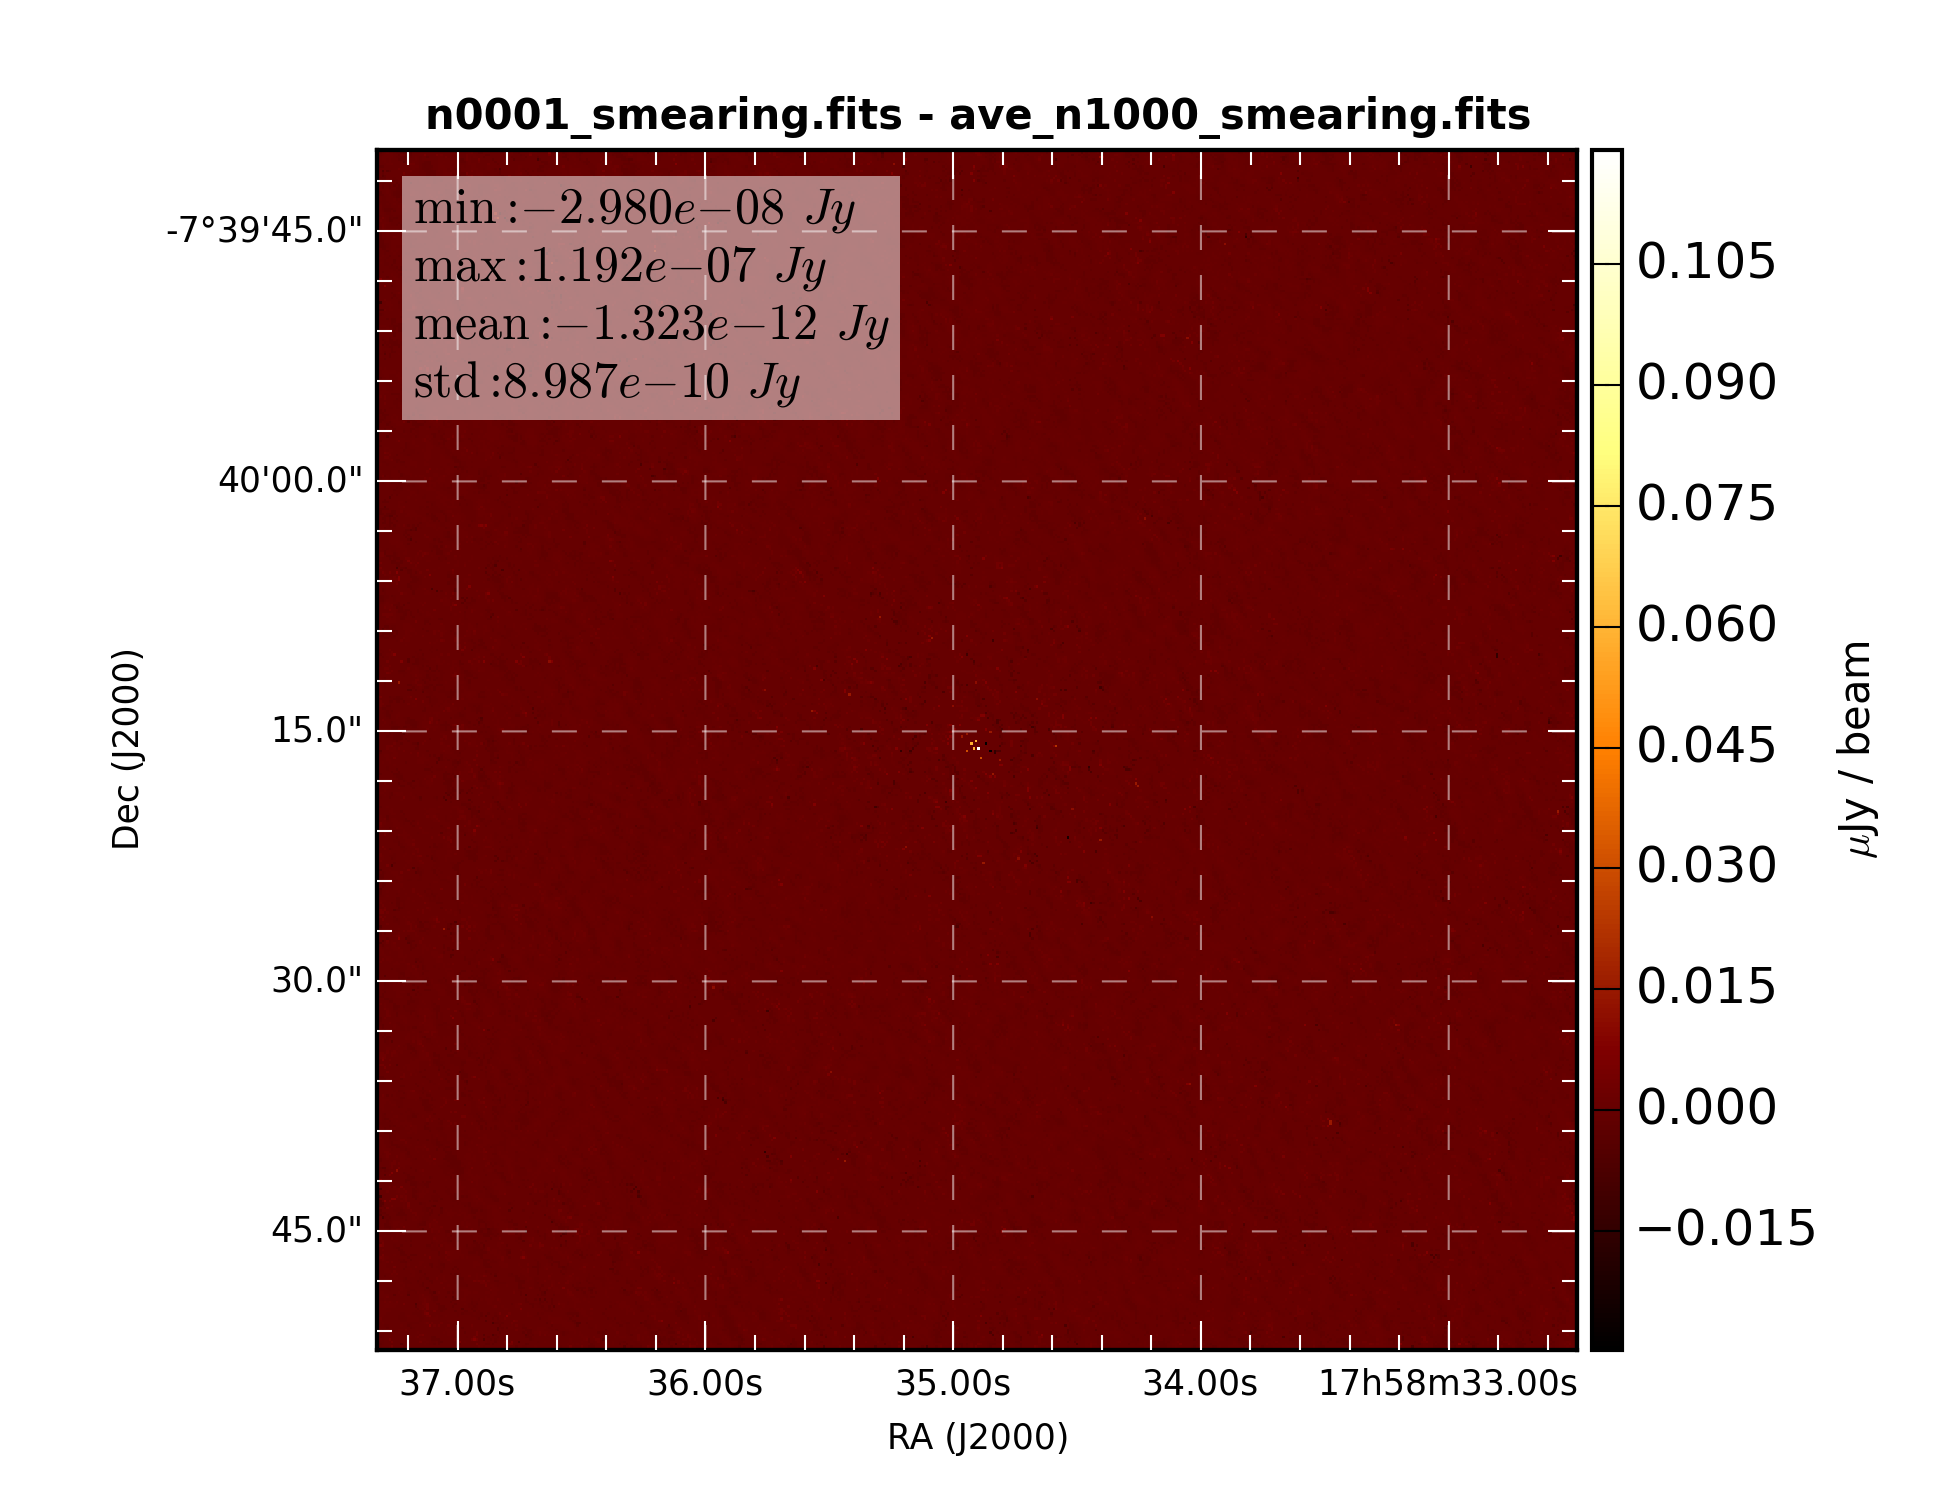 n0001_smearing.fits - ave_n1000_smearing.fits
min :−2.980e−08 Jy
max :1.192e−07 Jy
mean :−1.323e−12 Jy
std :8.987e−10 Jy
-7°39'45.0"
40'00.0"
15.0"
30.0"
45.0"
Dec (J2000)
37.00s
36.00s
35.00s
34.00s
17h58m33.00s
RA (J2000)
0.105
0.090
0.075
0.060
0.045
0.030
0.015
0.000
−0.015
μJy / beam